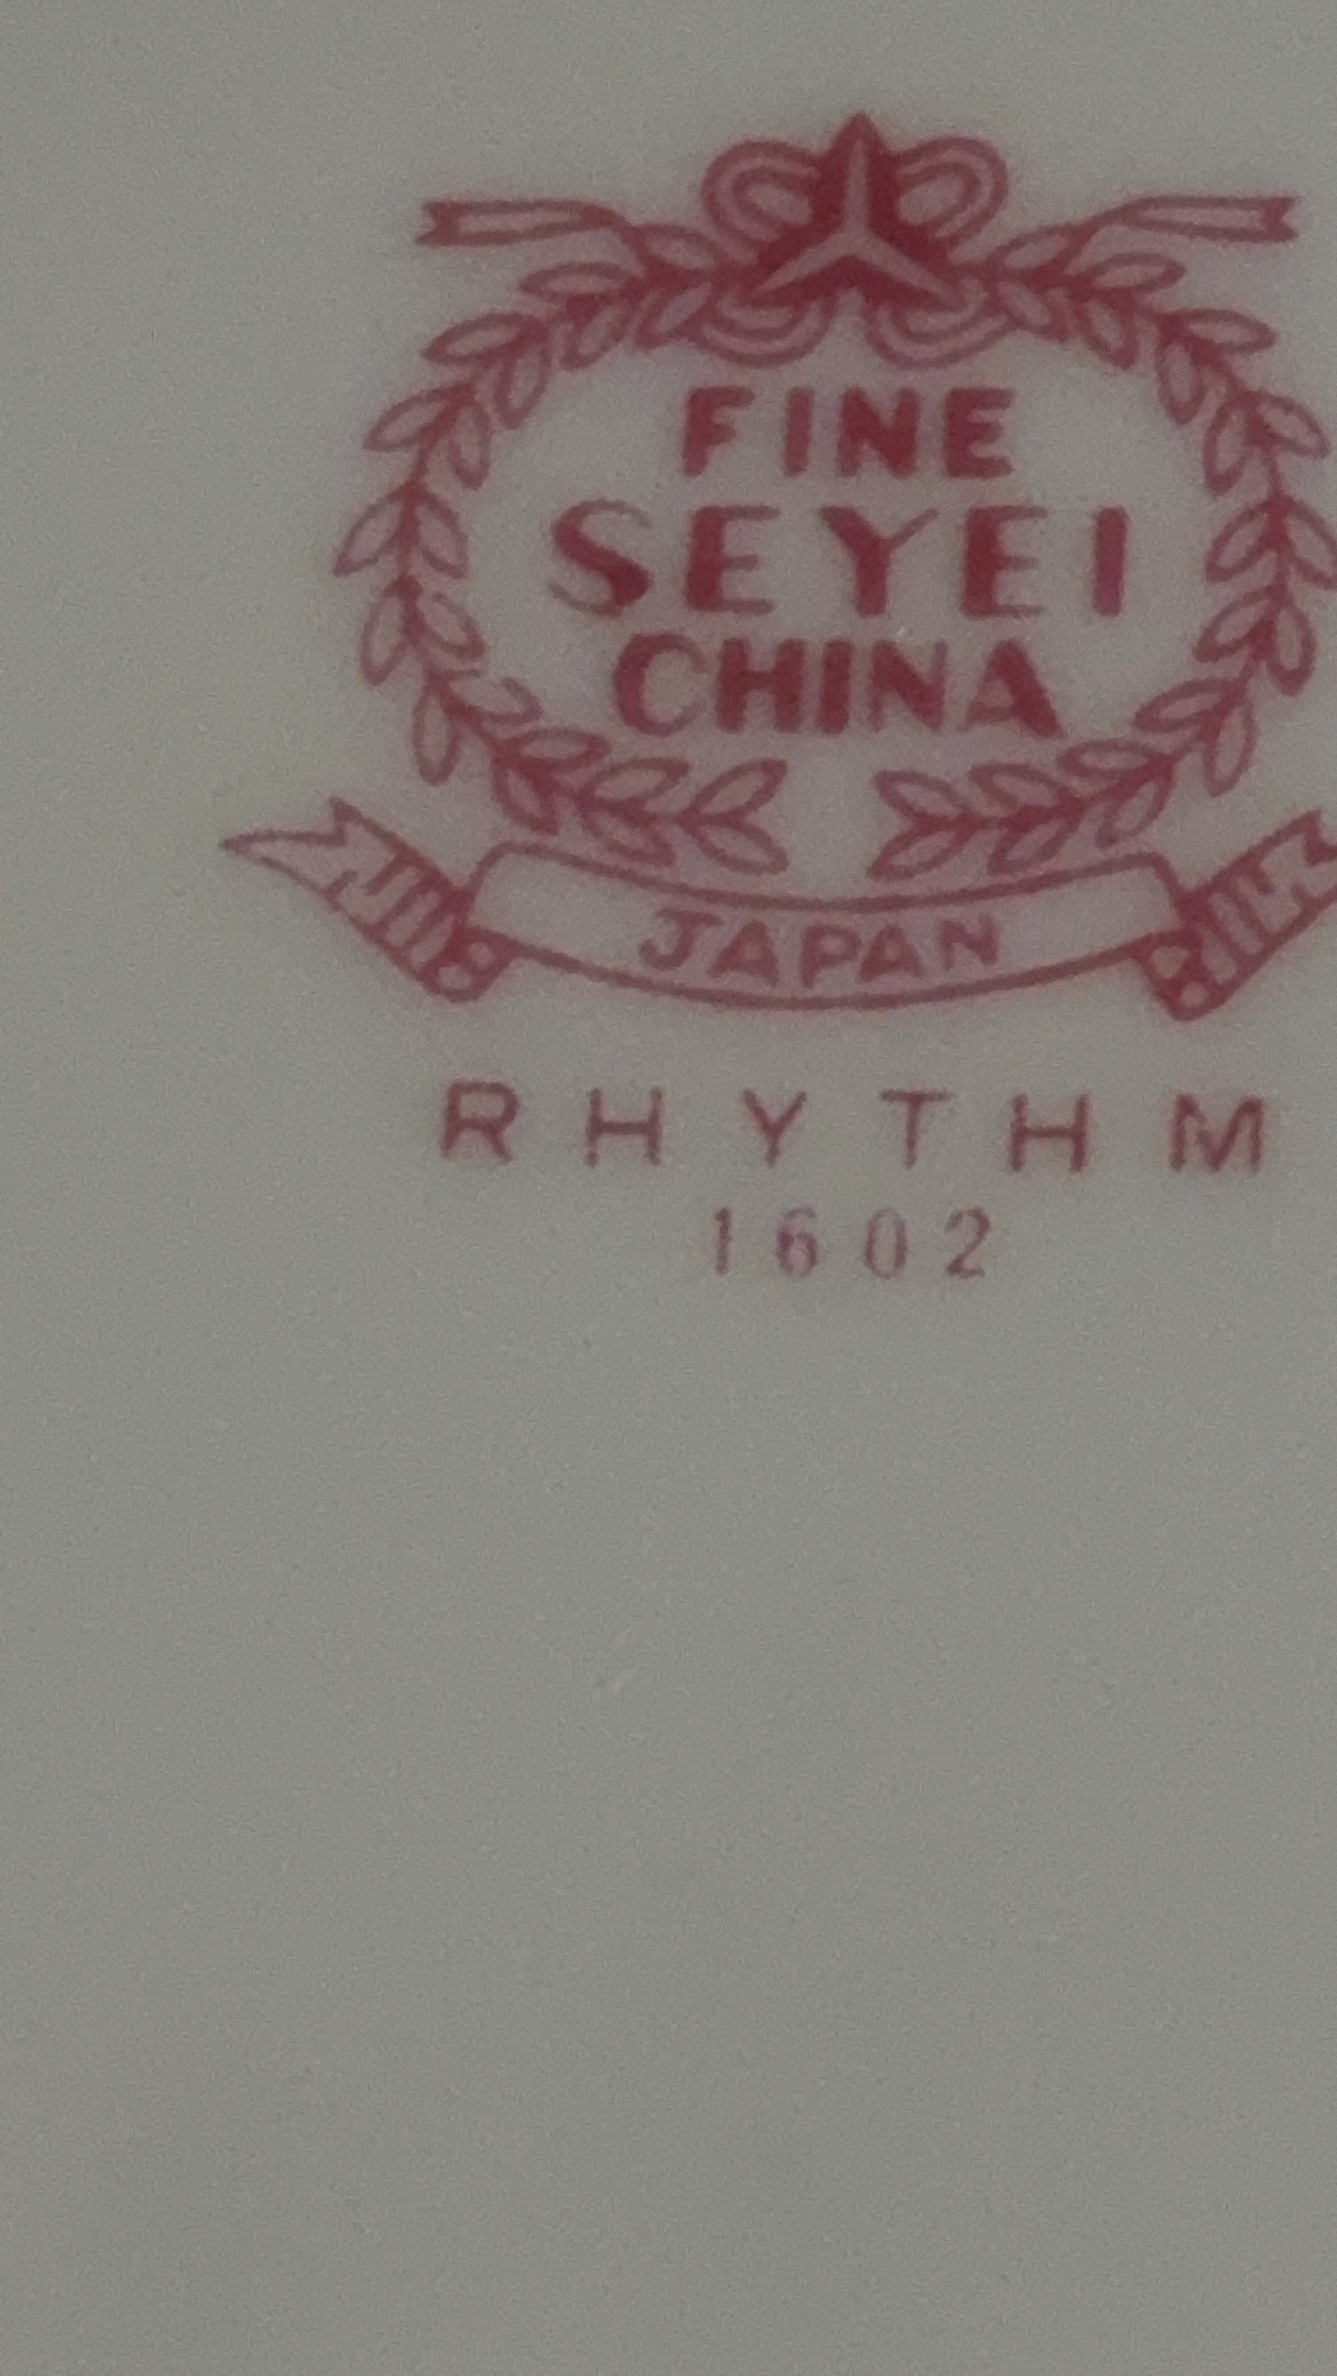 FINE
SEYEI
CHINA
JAPAN
RHYTHM
1602